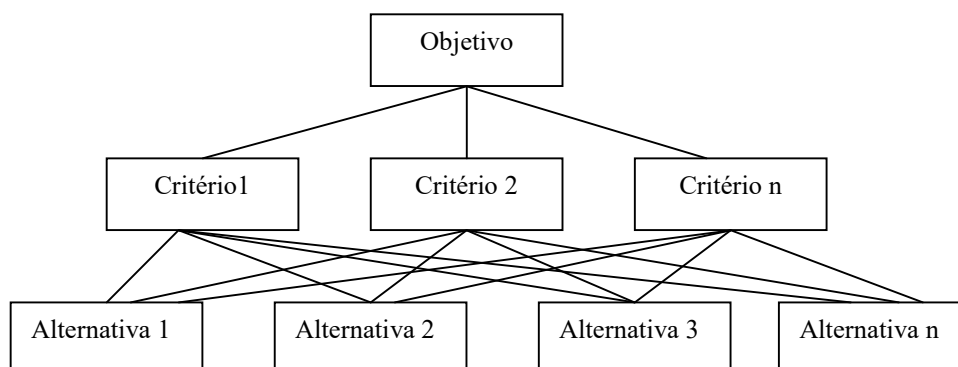 Objetivo
Critério1
Critério 2
Critério n
Alternativa 1
Alternativa 2
Alternativa 3
Alternativa n